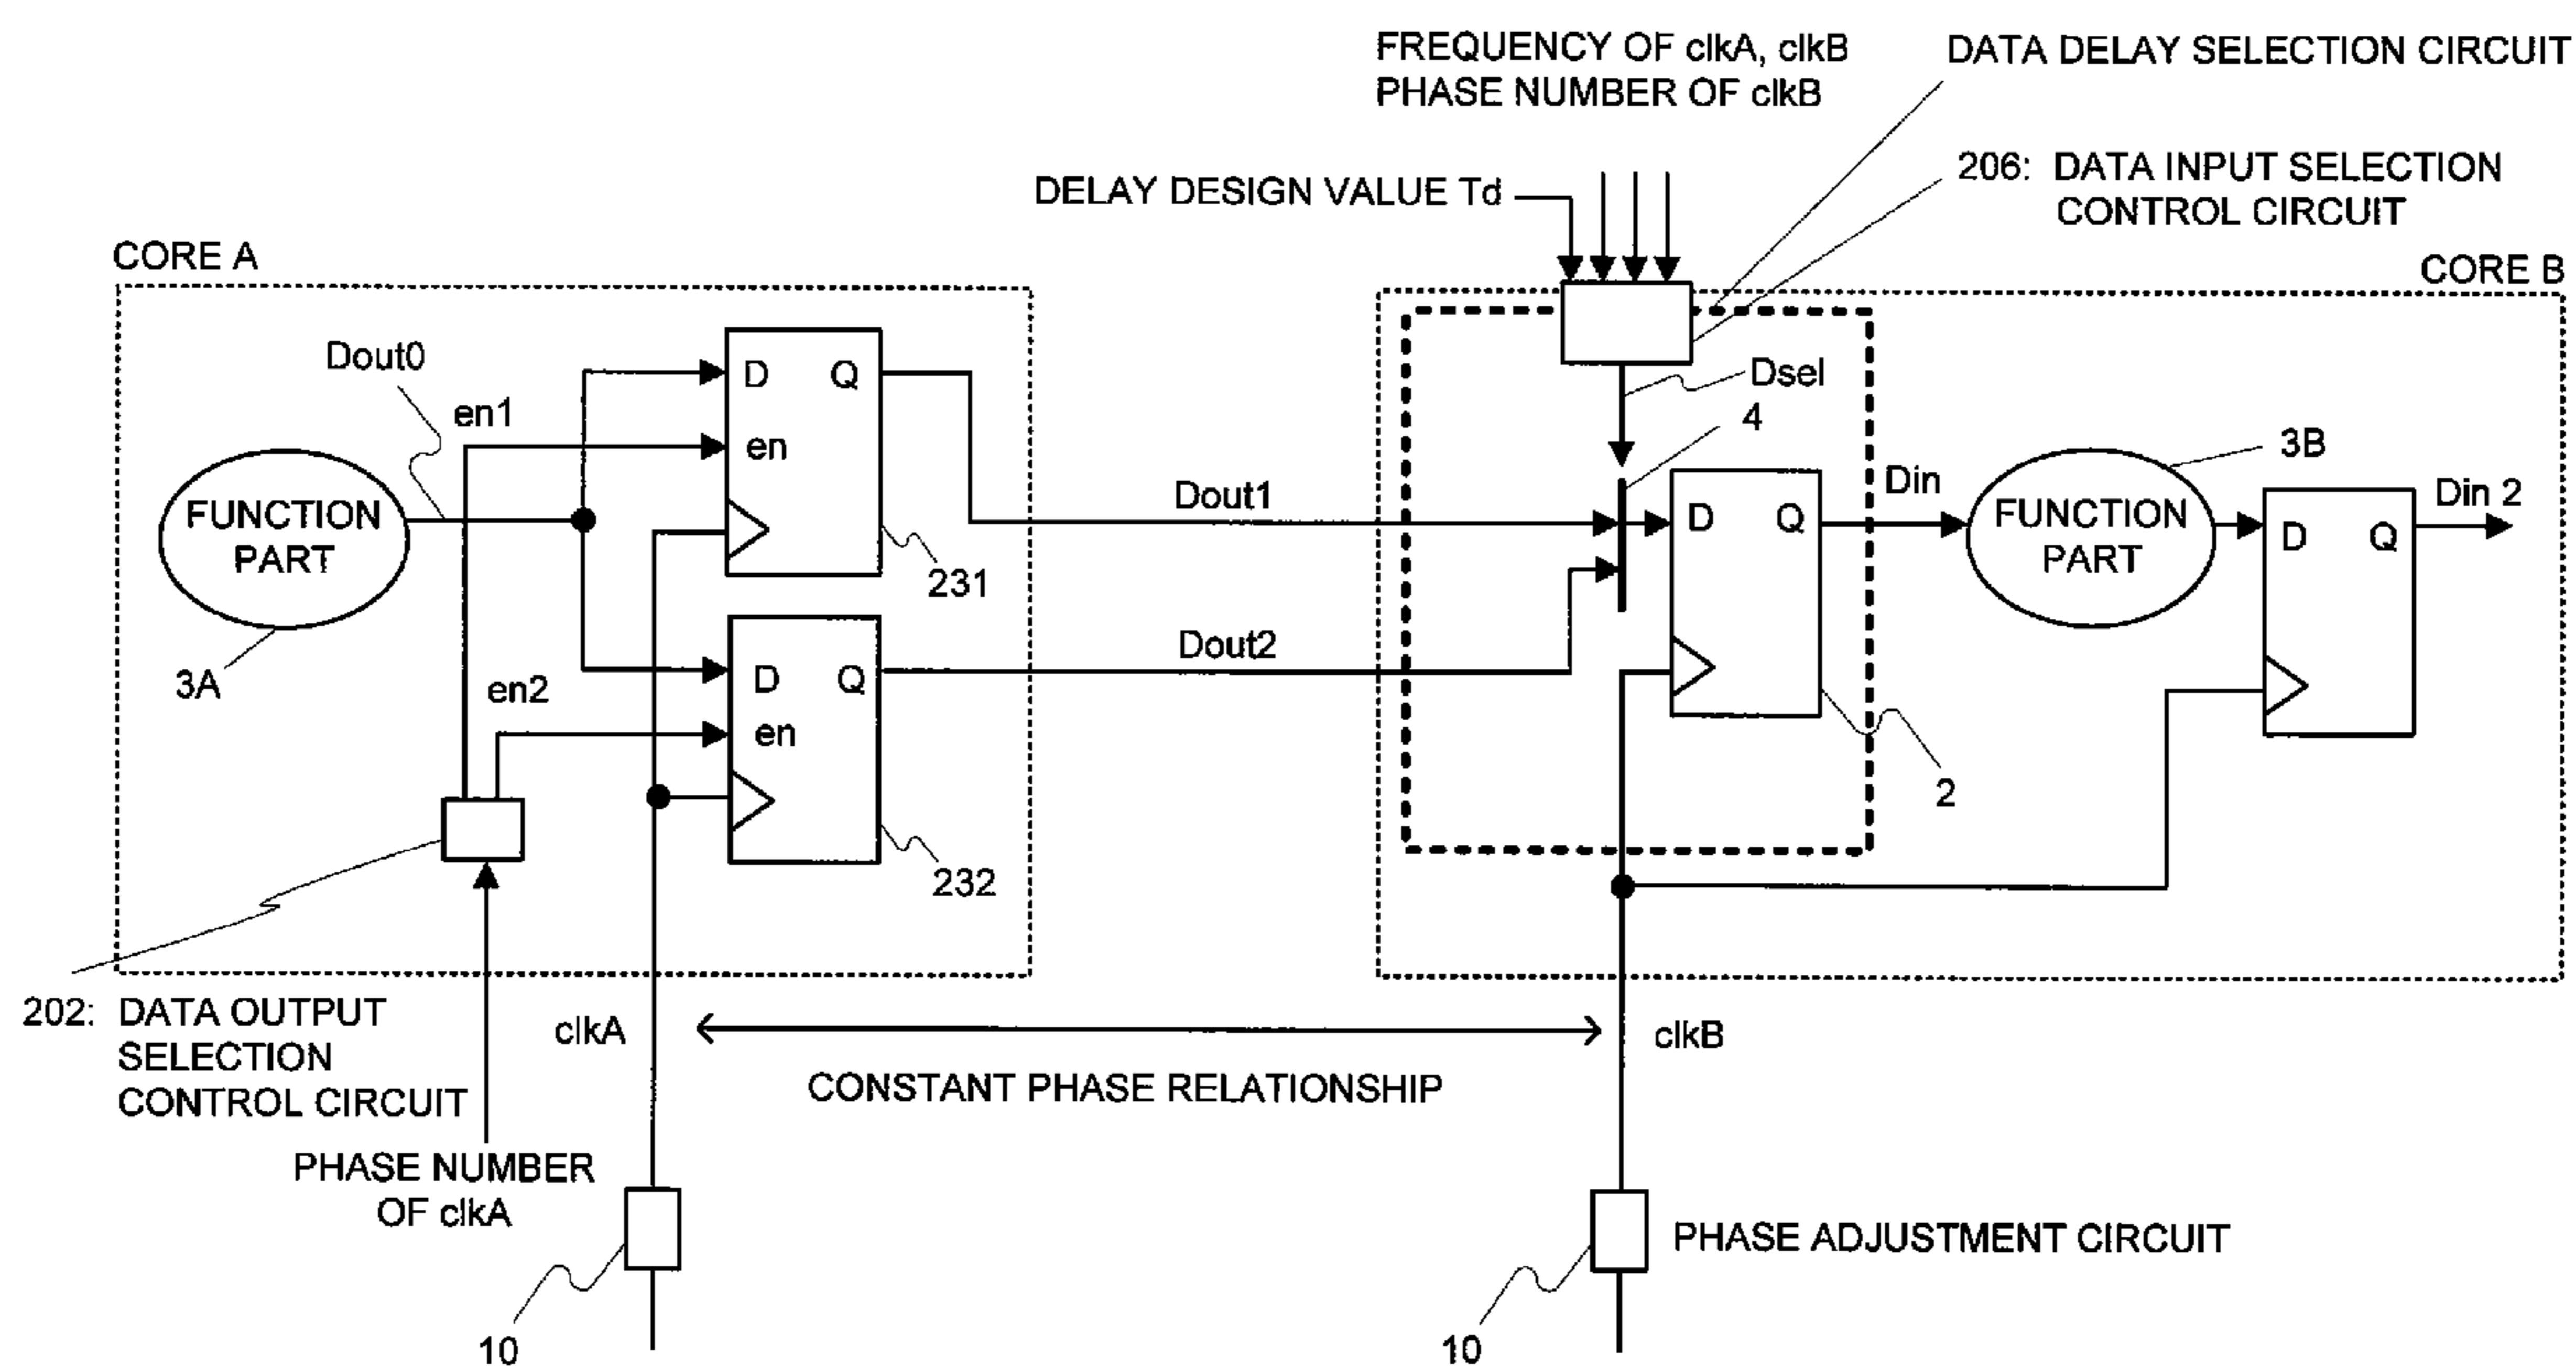 FREQUENCY OF clkA, clkB
PHASE NUMBER OF clkB
DATA DELAY SELECTION CIRCUIT
DELAY DESIGN VALUE Td
206: DATA INPUT SELECTION
CONTROL CIRCUIT
CORE A
CORE B
Dout0
en1
D Q
en
FUNCTION
PART
3A
231
en2
D Q
en
232
Dout1
Dout2
Dsel
4
D Q
2
Din
3B
FUNCTION
PART
D Q
Din 2
202: DATA OUTPUT
SELECTION
CONTROL CIRCUIT
clkA
clkB
CONSTANT PHASE RELATIONSHIP
PHASE NUMBER
OF clkA
PHASE ADJUSTMENT CIRCUIT
10
10